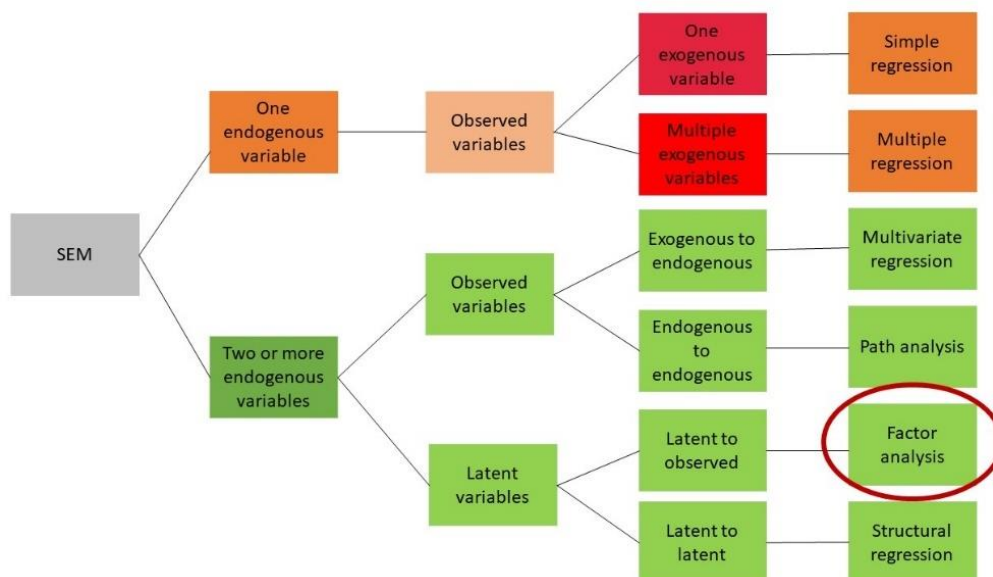 SEM
One
endogenous
variable
Two or more
endogenous
variables
Observed
variables
Observed
variables
Latent
variables
One
exogenous
variable
Multiple
exogenous
variables
Exogenous to
endogenous
Endogenous
to
endogenous
Latent to
observed
Latent to
latent
Simple
regression
Multiple
regression
Multivariate
regression
Path analysis
Factor
analysis
Structural
regression